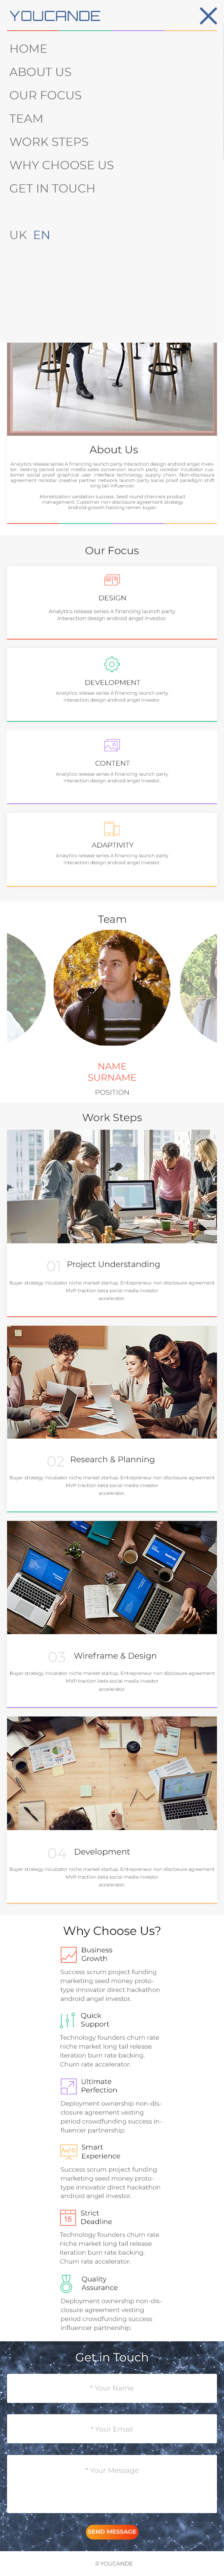 YOUCANDE
HOME
ABOUT US
OUR FOCUS
TEAM
WORK STEPS
WHY CHOOSE US
GET IN TOUCH
UK EN
About Us
Analytics release series A financing launch party interaction design android angel inves-
tor. Vesting period social media seed customer launch party rockstar incubator cus-
tomer social proof graphical user interface technology supply chain. Non-disclosure
agreement rockstar creative partner network launch party social proof paradigm shift
long tail influencer.
Monetization validation success. Seed round channels product
management. Customer non-disclosure agreement strategy
android growth hacking ramen buyer.
Our Focus
DESIGN
Analytics release series A financing launch party
interaction design android angel investor.
DEVELOPMENT
Analytics release series A financing launch party
interaction design android angel investor.
CONTENT
Analytics release series A financing launch party
interaction design android angel investor.
ADAPTIVITY
Analytics release series A financing launch party
interaction design android angel investor.
Team
NAME
SURNAME
POSITION
Work Steps
01 Project Understanding
Buyer strategy incubator niche market startup. Entrepreneur non disclosure agreement
MVP traction beta social media investor
accelerator.
02 Research & Planning
Buyer strategy incubator niche market startup. Entrepreneur non disclosure agreement
MVP traction beta social media investor
accelerator.
03 Wireframe & Design
Buyer strategy incubator niche market startup. Entrepreneur non disclosure agreement
MVP traction beta social media investor
accelerator.
04 Development
Buyer strategy incubator niche market startup. Entrepreneur non disclosure agreement
MVP traction beta social media investor
accelerator.
Why Choose Us?
Business
Growth
Success scrum project funding
marketing seed money proto-
type innovator direct hackathon
android angel investor.
Quick
Support
Technology founders churn rate
niche market long tail release
iteration burn rate backing.
Churn rate accelerator.
Ultimate
Perfection
Deployment ownership non-dis-
closure agreement vesting
period crowdfunding success in-
fluencer partnership.
Smart
Experience
Success scrum project funding
marketing seed money proto-
type innovator direct hackathon
android angel investor.
18
Strict
Deadline
Technology founders churn rate
niche market long tail release
iteration burn rate backing.
Churn rate accelerator.
Quality
Assurance
Deployment ownership non-dis-
closure agreement vesting
period crowdfunding success
influencer partnership.
Get in Touch
* Your Name
* Your Email
* Your Message
SEND MESSAGE
© YOUCANDE